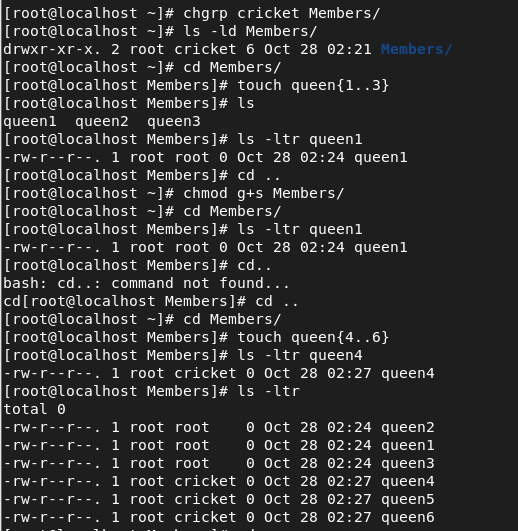 [root@localhost ~]# chgrp cricket Members/
[root@localhost ~]# ls -ld Members/
drwxr-xr-x. 2 root cricket 6 Oct 28 02:21 Members/
[root@localhost ~]# cd Members/
[root@localhost Members]# touch queen{1..3}
[root@localhost Members]# ls
queen1  queen2  queen3
[root@localhost Members]# ls -ltr queen1
-rw-r--r--. 1 root root 0 Oct 28 02:24 queen1
[root@localhost Members]# cd ..
[root@localhost ~]# chmod g+s Members/
[root@localhost ~]# cd Members/
[root@localhost Members]# ls -ltr queen1
-rw-r--r--. 1 root root 0 Oct 28 02:24 queen1
[root@localhost Members]# cd..
bash: cd..: command not found...
cd[root@localhost Members]# cd ..
[root@localhost ~]# cd Members/
[root@localhost Members]# touch queen{4..6}
[root@localhost Members]# ls -ltr queen4
-rw-r--r--. 1 root cricket 0 Oct 28 02:27 queen4
[root@localhost Members]# ls -ltr
total 0
-rw-r--r--. 1 root root    0 Oct 28 02:24 queen2
-rw-r--r--. 1 root root    0 Oct 28 02:24 queen1
-rw-r--r--. 1 root root    0 Oct 28 02:24 queen3
-rw-r--r--. 1 root cricket 0 Oct 28 02:27 queen4
-rw-r--r--. 1 root cricket 0 Oct 28 02:27 queen5
-rw-r--r--. 1 root cricket 0 Oct 28 02:27 queen6